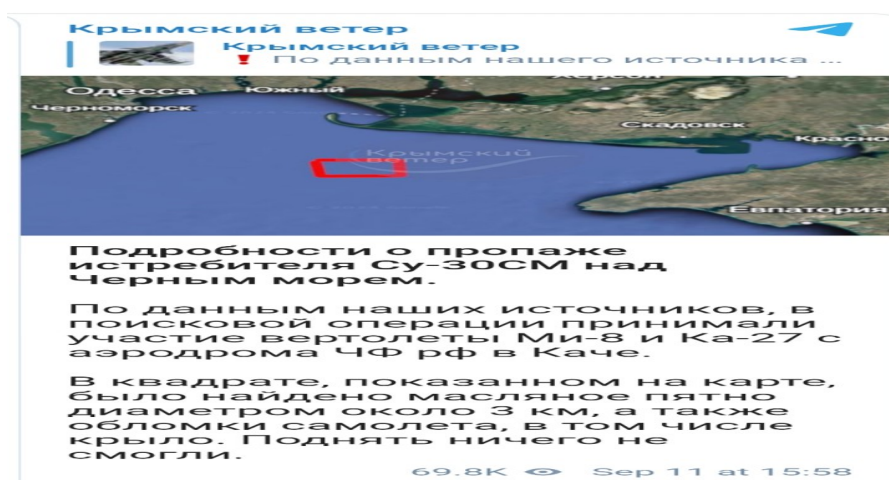 Крымский ветер
Крымский ветер
❗ По данным нашего источника ...
Херсон
Одесса
Южный
Черноморск
Скадовск
Красно
Крымский
ветер
Евпатория
Подробности о пропаже
истребителя Су-30СМ над
Черным морем.
По данным наших источников, в
поисковой операции принимали
участие вертолеты Ми-8 и Ка-27 с
аэродрома ЧФ рф в Каче.
В квадрате, показанном на карте,
было найдено масляное пятно
диаметром около 3 км, а также
обломки самолета, в том числе
крыло. Поднять ничего не
смогли.
69.8K Sep 11 at 15:58